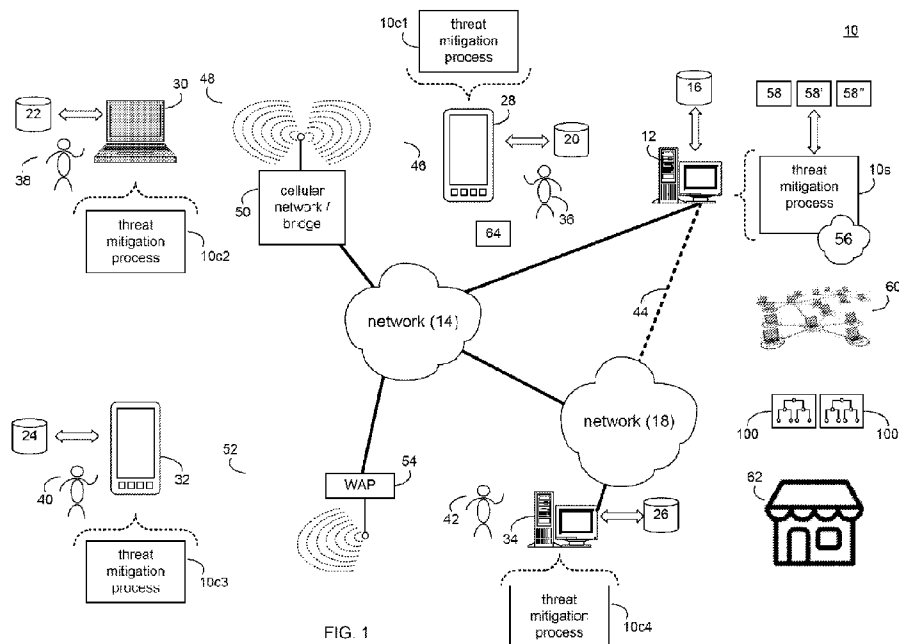 10c1
threat
mitigation
process
10
30
48
22
38
50
cellular
network /
bridge
28
46
20
36
64
16
12
58
58'
58"
threat
mitigation
process
10s
56
threat
mitigation
process
10c2
network (14)
44
60
network (18)
100
100
24
32
40
52
WAP
54
42
34
26
62
threat
mitigation
process
10c3
threat
mitigation
process
10c4
FIG. 1